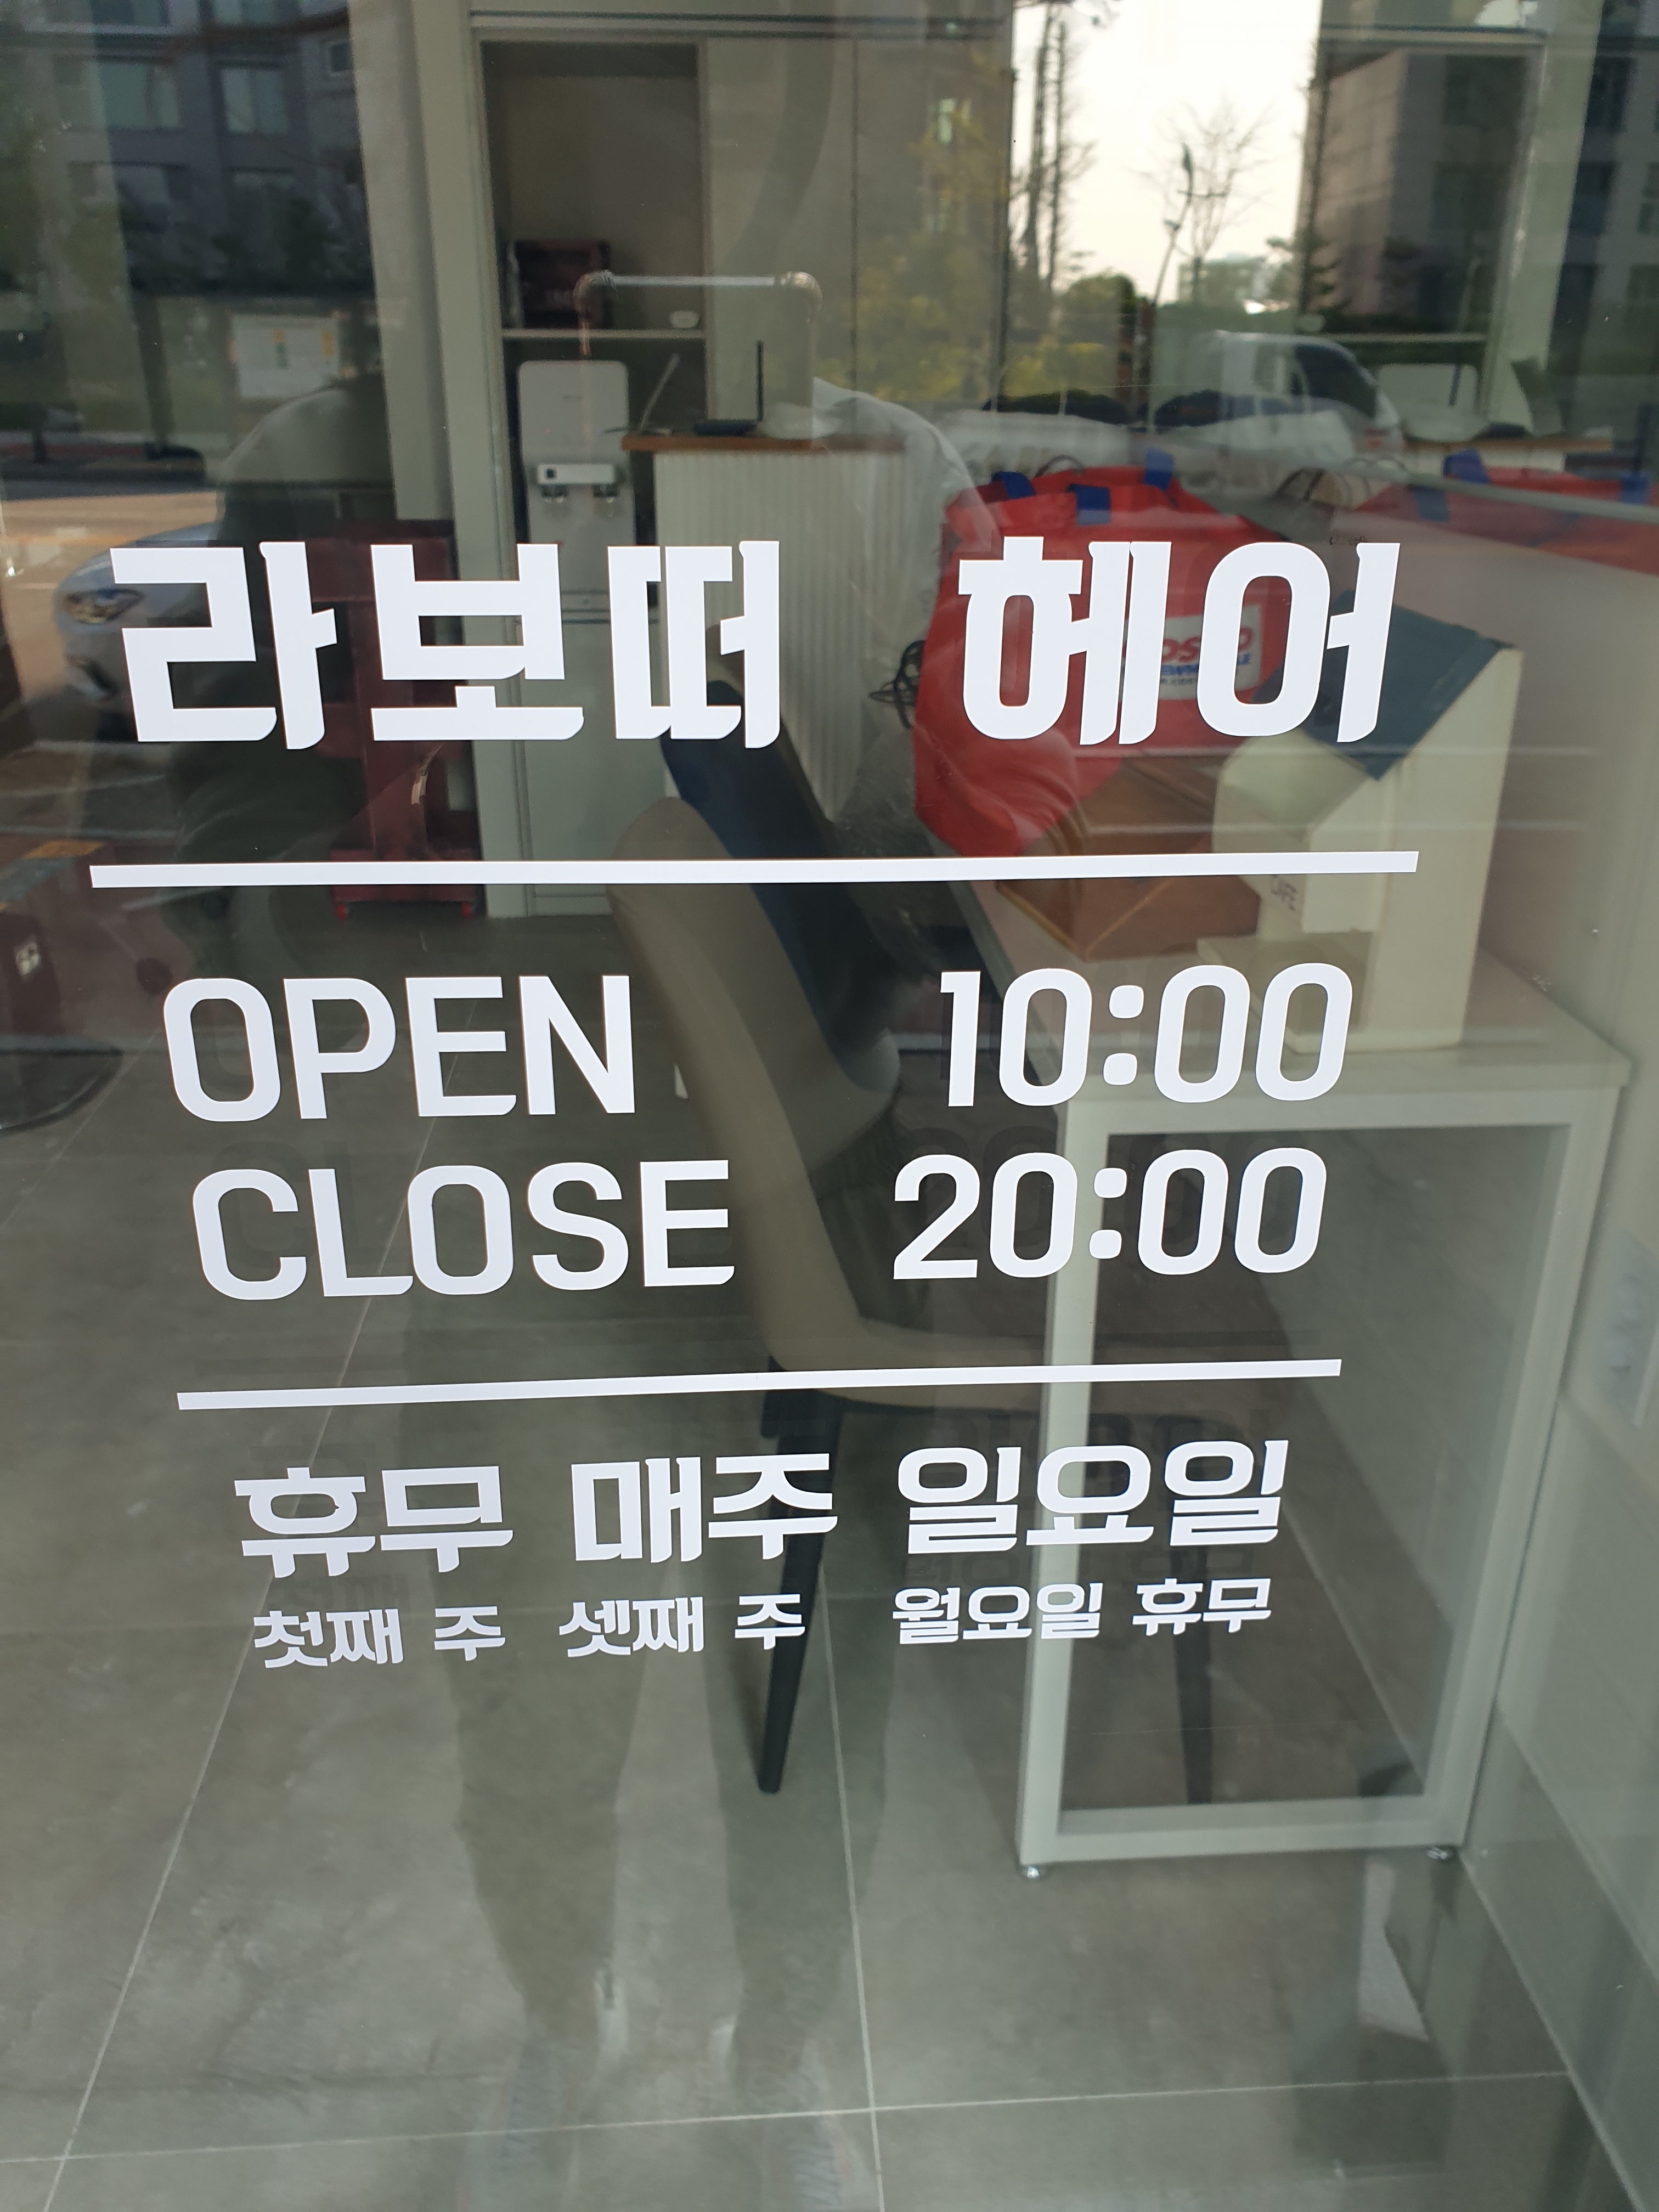 라보떠 헤어
OPEN 10:00
CLOSE 20:00
휴무 매주 일요일
첫째 주 셋째 주 월요일 휴무